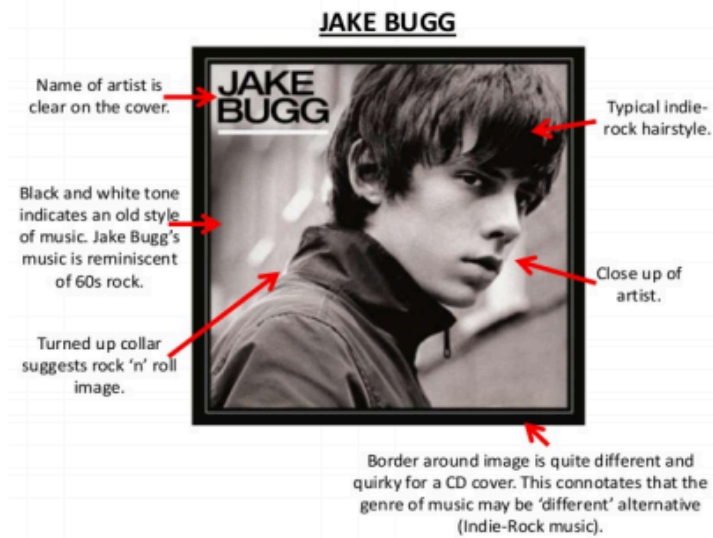 JAKE BUGG
Name of artist is
clear on the cover.
JAKE
BUGG
Typical indie-
rock hairstyle.
Black and white tone
indicates an old style
of music. Jake Bugg's
music is reminiscent
of 60s rock.
Close up of
artist.
Turned up collar
suggests rock ‘n’ roll
image.
Border around image is quite different and
quirky for a CD cover. This connotates that the
genre of music may be ‘different’ alternative
(Indie-Rock music).